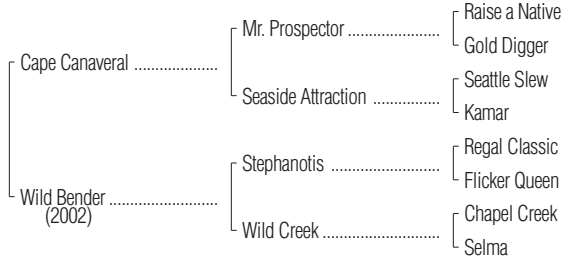 Raise a Native
Mr. Prospector ....................
Gold Digger
Cape Canaveral ....................
Seattle Slew
Seaside Attraction ................
Kamar
Regal Classic
Stephanotis ..........................
Flicker Queen
Wild Bender ..........................
(2002)
Chapel Creek
Wild Creek ............................
Selma